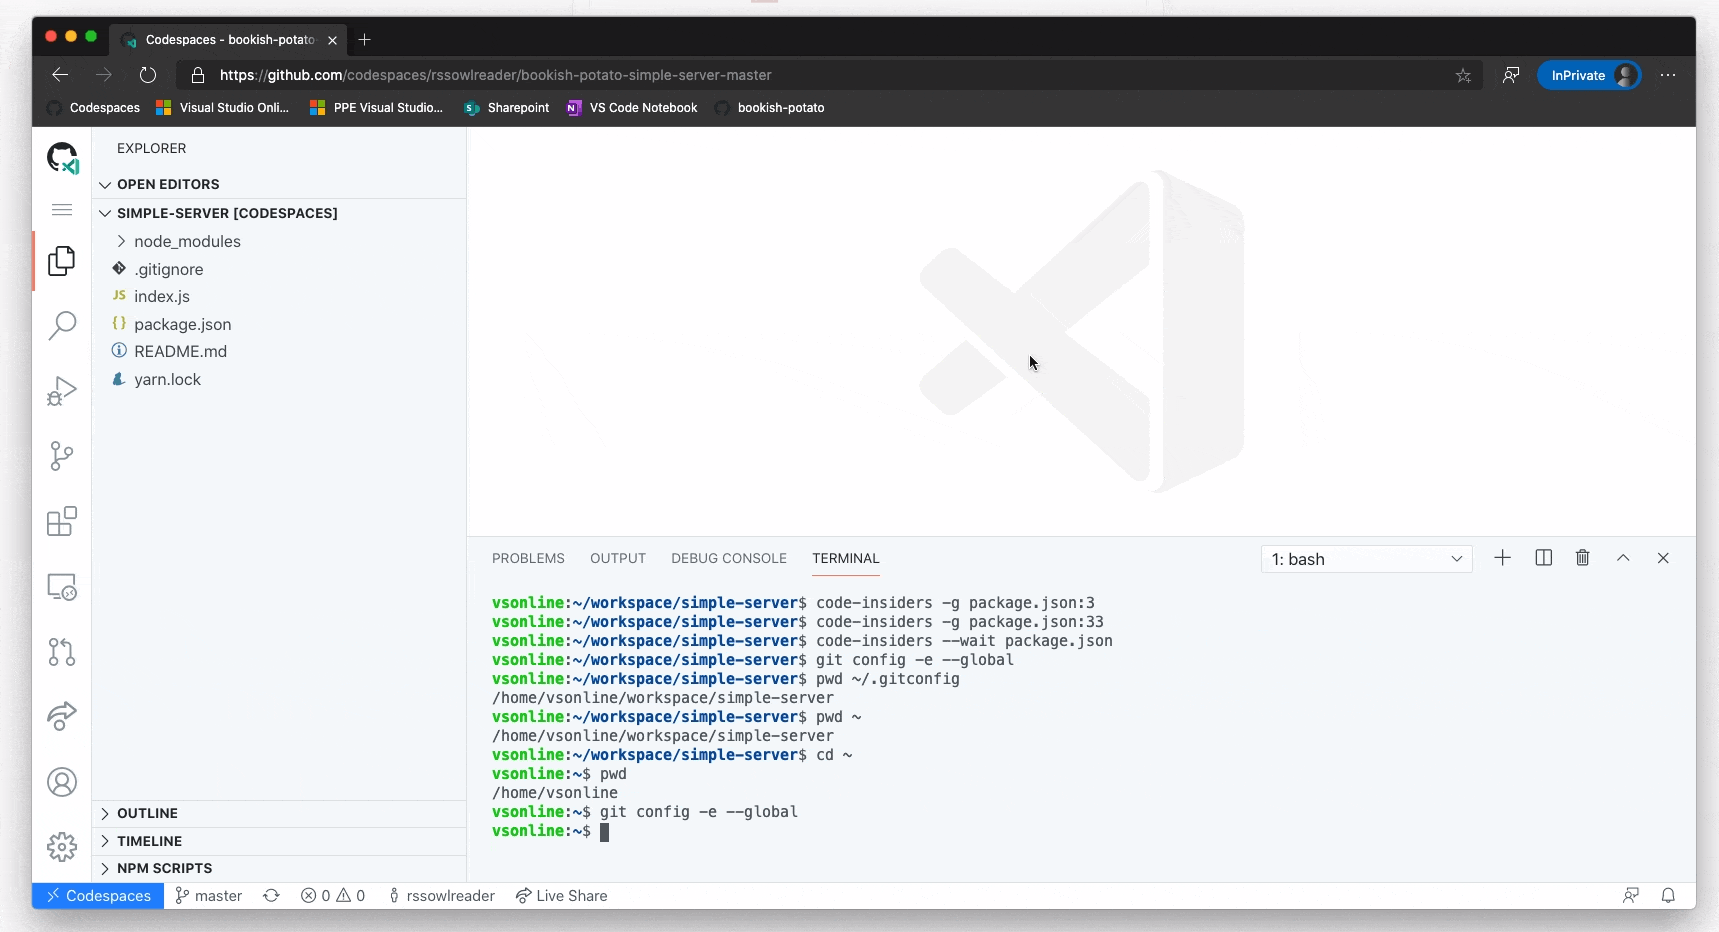 Codespaces - bookish-potato
https://github.com/codespaces/rssowlreader/bookish-potato-simple-server-master
InPrivate
Codespaces
Visual Studio Onli...
PPE Visual Studio...
Sharepoint
VS Code Notebook
bookish-potato
EXPLORER
OPEN EDITORS
SIMPLE-SERVER [CODESPACES]
node_modules
.gitignore
JS index.js
{ } package.json
README.md
yarn.lock
OUTLINE
TIMELINE
NPM SCRIPTS
PROBLEMS OUTPUT DEBUG CONSOLE TERMINAL
1: bash
vsonline:~/workspace/simple-server$ code-insiders -g package.json:3
vsonline:~/workspace/simple-server$ code-insiders -g package.json:33
vsonline:~/workspace/simple-server$ code-insiders --wait package.json
vsonline:~/workspace/simple-server$ git config -e --global
vsonline:~/workspace/simple-server$ pwd ~/.gitconfig
/home/vsonline/workspace/simple-server
vsonline:~/workspace/simple-server$ pwd ~
/home/vsonline/workspace/simple-server
vsonline:~/workspace/simple-server$ cd ~
vsonline:~$ pwd
/home/vsonline
vsonline:~$ git config -e --global
vsonline:~$
Codespaces master 0 0 rssowlreader Live Share